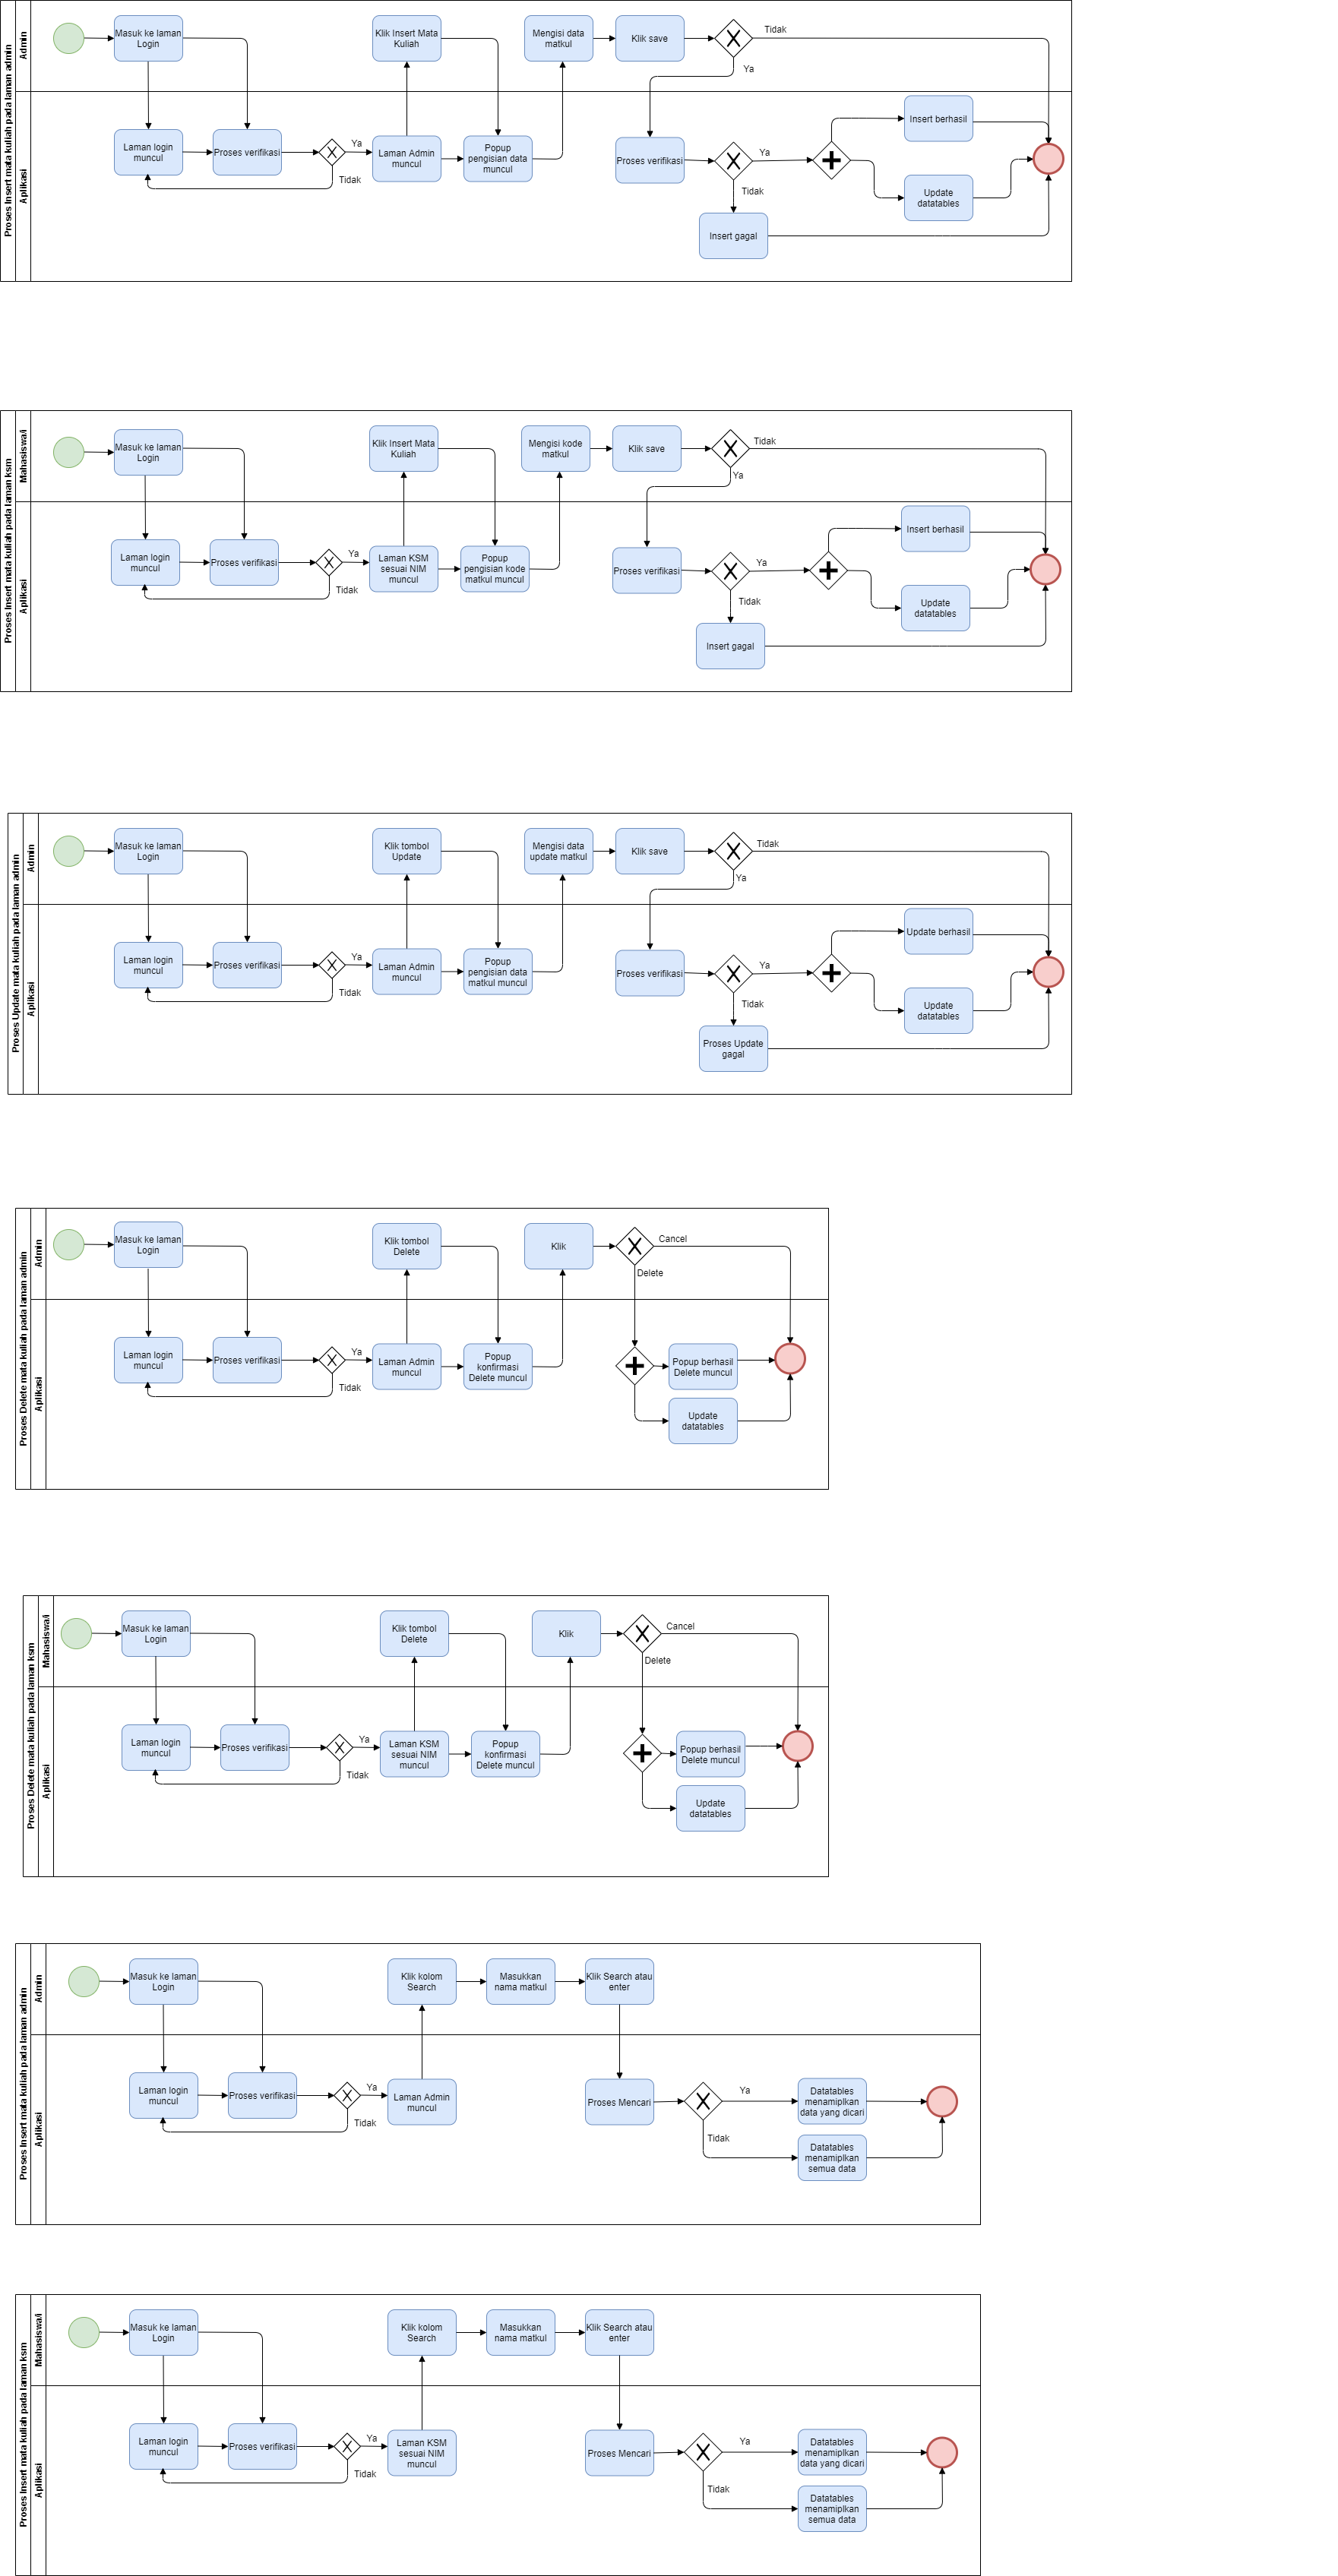 Proses Insert mata kuliah pada laman admin
Admin
Aplikasi
Masuk ke laman
Login
Klik Insert Mata
Kuliah
Mengisi data
matkul
Klik save
Tidak
Ya
Laman login
muncul
Proses verifikasi
Ya
Tidak
Laman Admin
muncul
Popup
pengisian data
muncul
Proses verifikasi
Ya
Tidak
Insert berhasil
Update
datatables
Insert gagal
Proses Insert mata kuliah pada laman ksm
Mahasiswa/i
Aplikasi
Masuk ke laman
Login
Klik Insert Mata
Kuliah
Mengisi kode
matkul
Klik save
Tidak
Ya
Laman login
muncul
Proses verifikasi
Ya
Tidak
Laman KSM
sesuai NIM
muncul
Popup
pengisian kode
matkul muncul
Proses verifikasi
Ya
Tidak
Insert berhasil
Update
datatables
Insert gagal
Proses Update mata kuliah pada laman admin
Admin
Aplikasi
Masuk ke laman
Login
Klik tombol
Update
Mengisi data
update matkul
Klik save
Tidak
Ya
Laman login
muncul
Proses verifikasi
Ya
Tidak
Laman Admin
muncul
Popup
pengisian data
matkul muncul
Proses verifikasi
Ya
Tidak
Update berhasil
Update
datatables
Proses Update
gagal
Proses Delete mata kuliah pada laman admin
Admin
Aplikasi
Masuk ke laman
Login
Klik tombol
Delete
Klik
Cancel
Delete
Laman login
muncul
Proses verifikasi
Ya
Tidak
Laman Admin
muncul
Popup
konfirmasi
Delete muncul
Popup berhasil
Delete muncul
Update
datatables
Proses Delete mata kuliah pada laman ksm
Mahasiswa/i
Aplikasi
Masuk ke laman
Login
Klik tombol
Delete
Klik
Cancel
Delete
Laman login
muncul
Proses verifikasi
Ya
Tidak
Laman KSM
sesuai NIM
muncul
Popup
konfirmasi
Delete muncul
Popup berhasil
Delete muncul
Update
datatables
Proses Insert mata kuliah pada laman admin
Admin
Aplikasi
Masuk ke laman
Login
Klik kolom
Search
Masukkan
nama matkul
Klik Search atau
enter
Laman login
muncul
Proses verifikasi
Ya
Tidak
Laman Admin
muncul
Proses Mencari
Ya
Tidak
Datatables
menamiplkan
data yang dicari
Datatables
menamiplkan
semua data
Proses Insert mata kuliah pada laman ksm
Mahasiswa/i
Aplikasi
Masuk ke laman
Login
Klik kolom
Search
Masukkan
nama matkul
Klik Search atau
enter
Laman login
muncul
Proses verifikasi
Ya
Tidak
Laman KSM
sesuai NIM
muncul
Proses Mencari
Ya
Tidak
Datatables
menamiplkan
data yang dicari
Datatables
menamiplkan
semua data